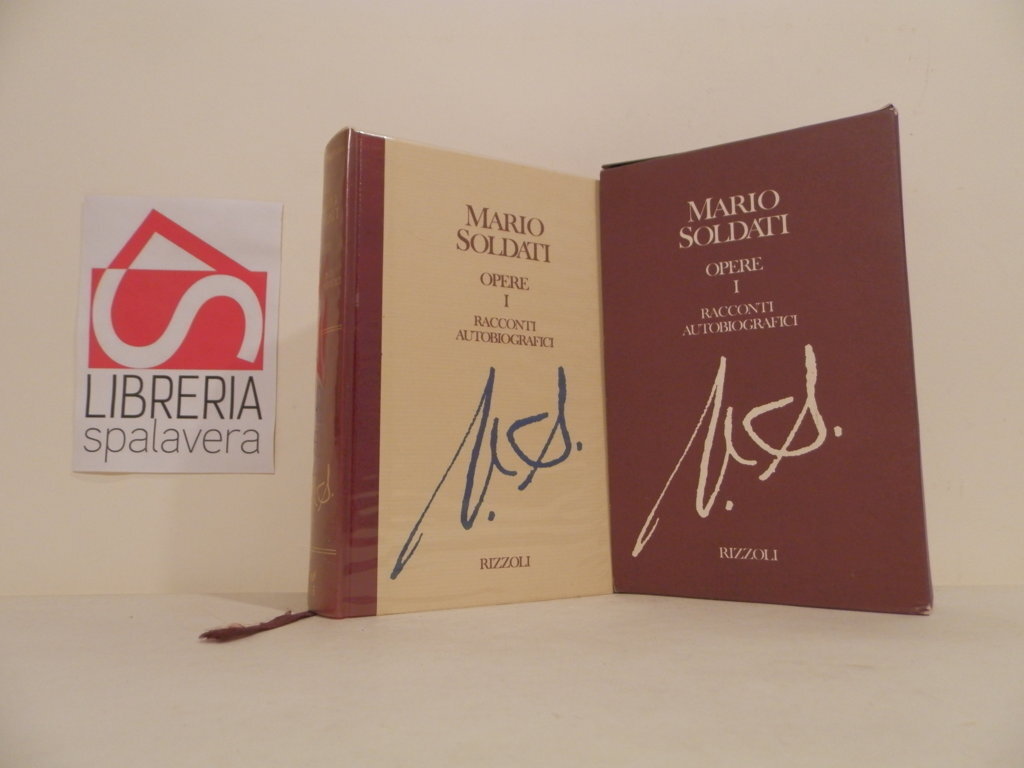 LIBRERIA
spalavera
MARIO
SOLDATI
OPERE
I
RACCONTI
AUTOBIOGRAFICI
M.S.
RIZZOLI
MARIO
SOLDATI
OPERE
I
RACCONTI
AUTOBIOGRAFICI
M.S.
RIZZOLI